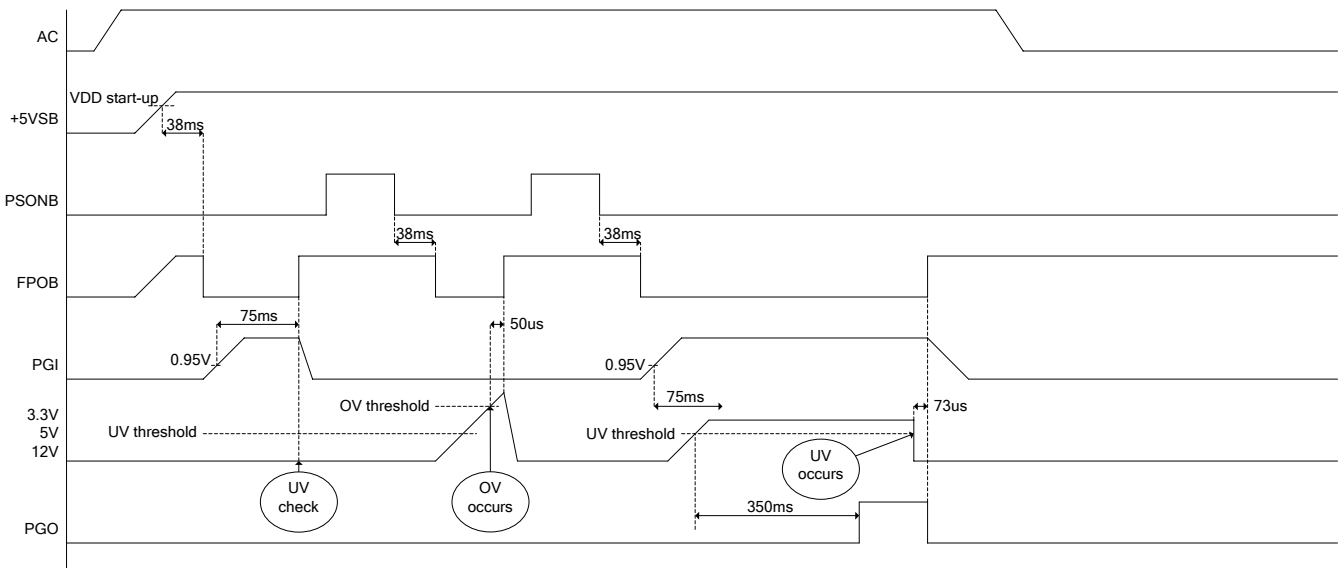 AC
VDD start-up
+5VSB
38ms
PSONB
38ms
38ms
FPOB
75ms
50us
PGI
0.95V
0.95V
75ms
3.3V
5V
12V
OV threshold
73us
UV threshold
UV threshold
UV
check
OV
occurs
UV
occurs
350ms
PGO